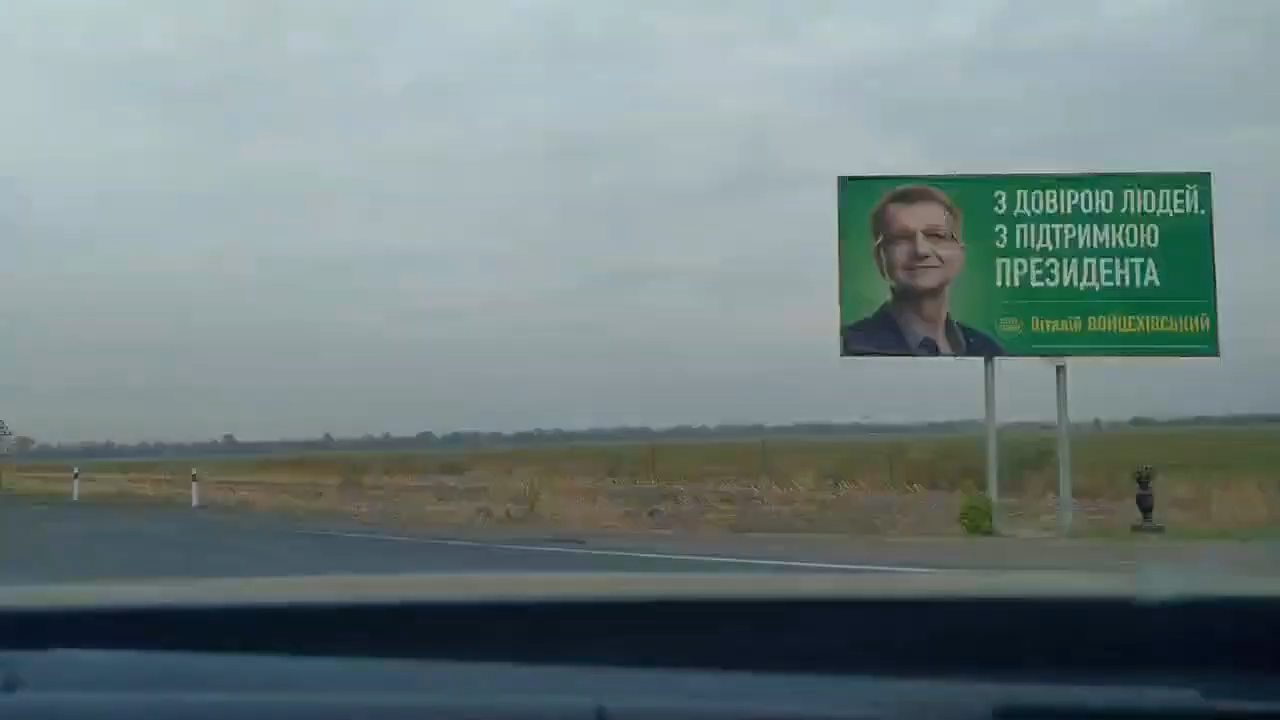 З ДОВІРОЮ ЛЮДЕЙ.
З ПІДТРИМКОЮ
ПРЕЗИДЕНТА
Віталій ВОЙЦЕХІВСЬКИЙ